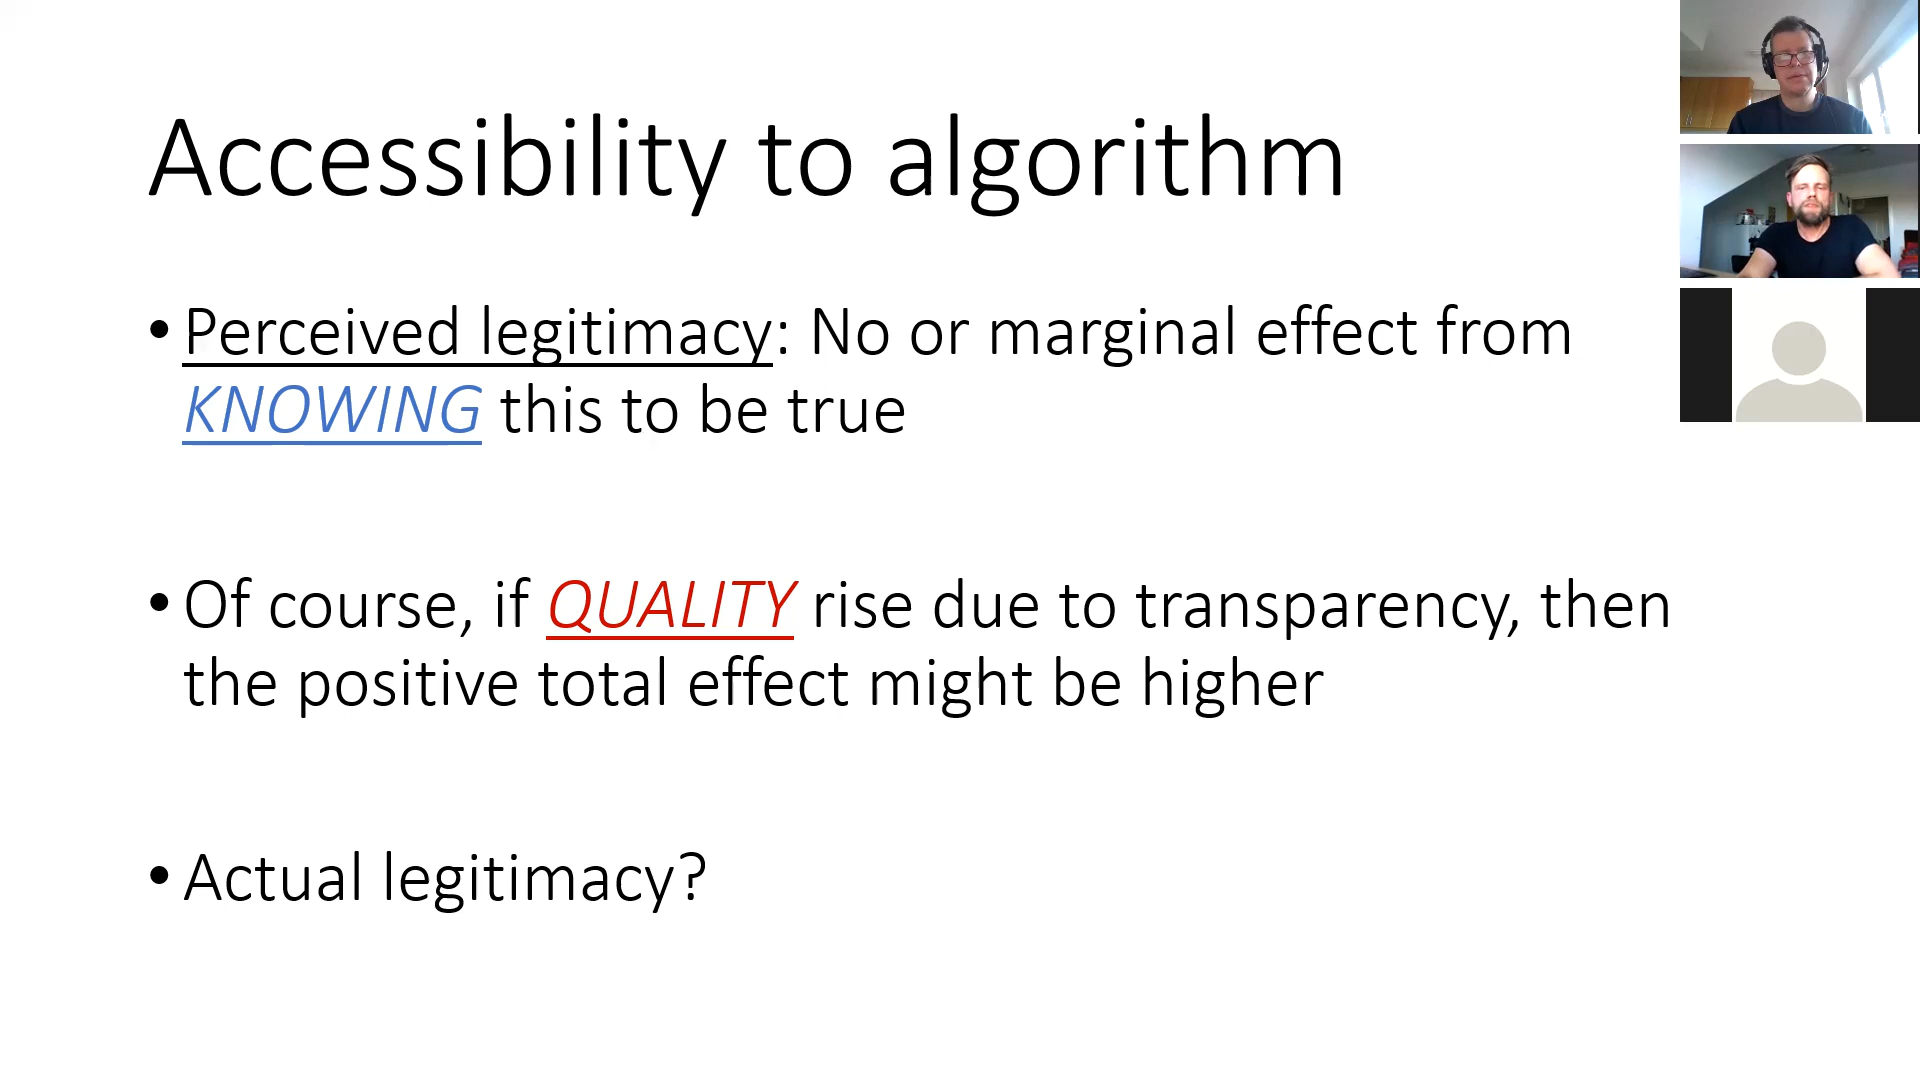 Accessibility to algorithm
• Perceived legitimacy: No or marginal effect from
KNOWING this to be true
• Of course, if QUALITY rise due to transparency, then
the positive total effect might be higher
• Actual legitimacy?